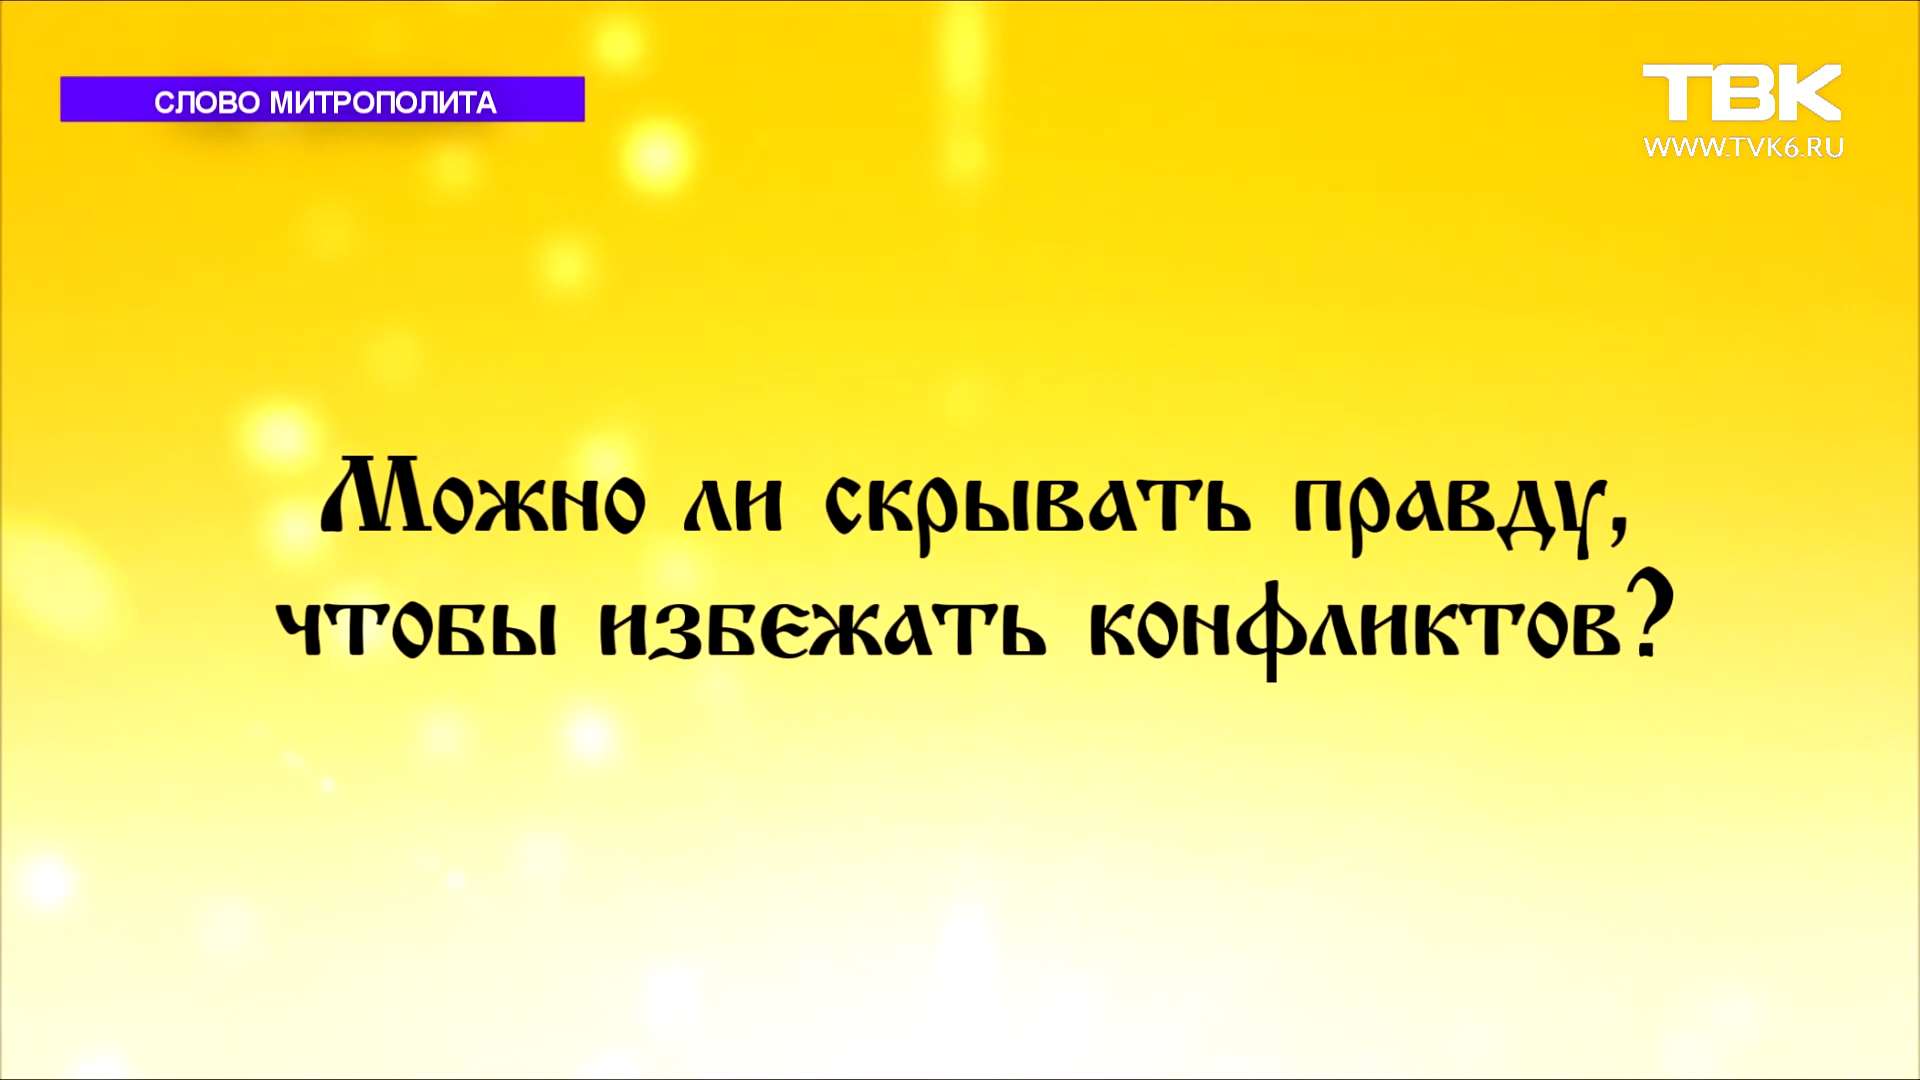 СЛОВО МИТРОПОЛИТА
ТВК
WWW.TVK6.RU
Можно ли скрывать правду,
чтобы избежать конфликтов?